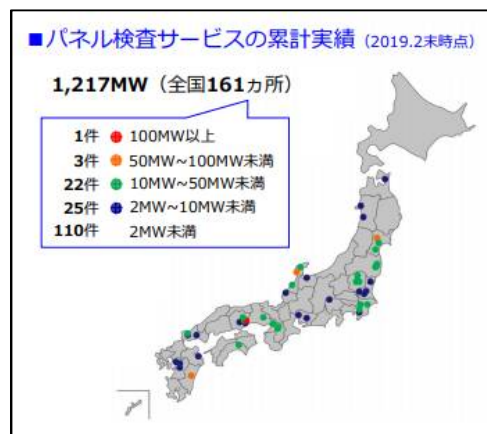 ■パネル検査サービスの累計実績（2019.2末時点）
1,217MW（全国161ヵ所）
1件 100MW以上
3件 50MW~100MW未満
22件 10MW~50MW未満
25件 2MW~10MW未満
110件 2MW未満